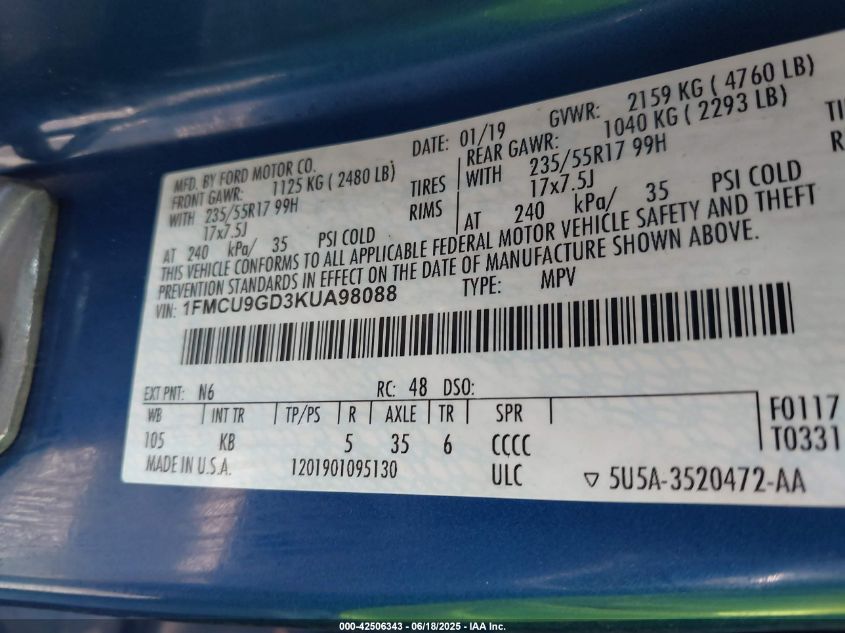 MFD. BY FORD MOTOR CO. DATE: 01/19 GVWR: 2159 KG ( 4760 LB)
FRONT GAWR: 1125 KG ( 2480 LB) REAR GAWR: 1040 KG ( 2293 LB)
WITH 235/55R17 99H TIRES WITH 235/55R17 99H
17x7.5J RIMS 17x7.5J
AT 240 kPa/ 35 PSI COLD AT 240 kPa/ 35 PSI COLD
THIS VEHICLE CONFORMS TO ALL APPLICABLE FEDERAL MOTOR VEHICLE SAFETY AND THEFT
PREVENTION STANDARDS IN EFFECT ON THE DATE OF MANUFACTURE SHOWN ABOVE.
VIN: 1FMCU9GD3KUA98088 TYPE: MPV
EXT PNT: N6 RC: 48 DSO:
WB INT TR TP/PS R AXLE TR SPR F0117
105 KB 5 35 6 CCCC T0331
MADE IN U.S.A. 1201901095130 ULC ▽ 5U5A-3520472-AA
000-42506343 - 06/18/2025 - IAA Inc.